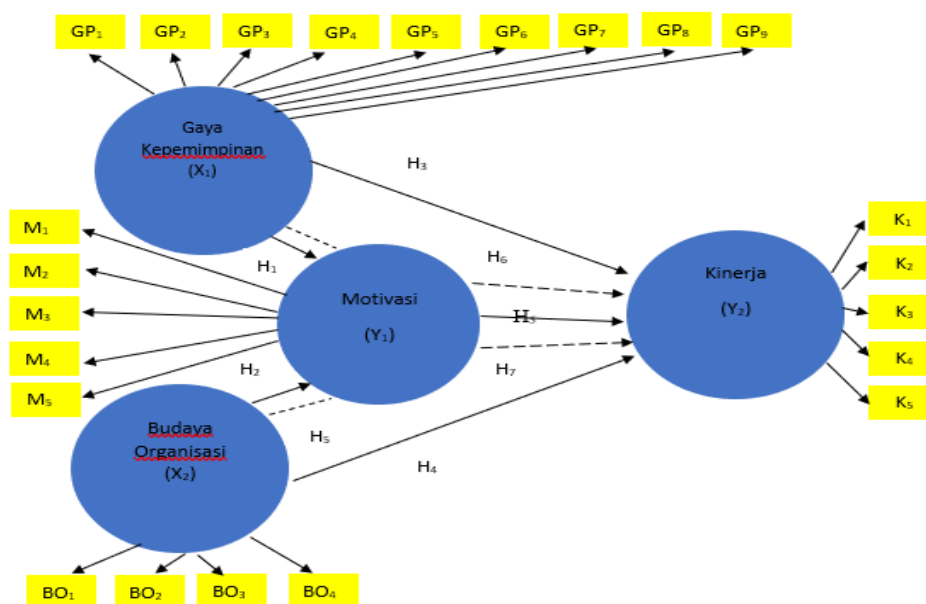 GP₁ GP₂ GP₃ GP₄ GP₅ GP₆ GP₇ GP₈ GP₉
Gaya
Kepemimpinan
(X₁)
H₃
M₁
M₂
M₃
M₄
M₅
H₁
H₆
Motivasi
(Y₁)
H₅
H₂
H₇
Kinerja
(Y₂)
K₁
K₂
K₃
K₄
K₅
Budaya
Organisasi
(X₂)
H₅
H₄
BO₁ BO₂ BO₃ BO₄